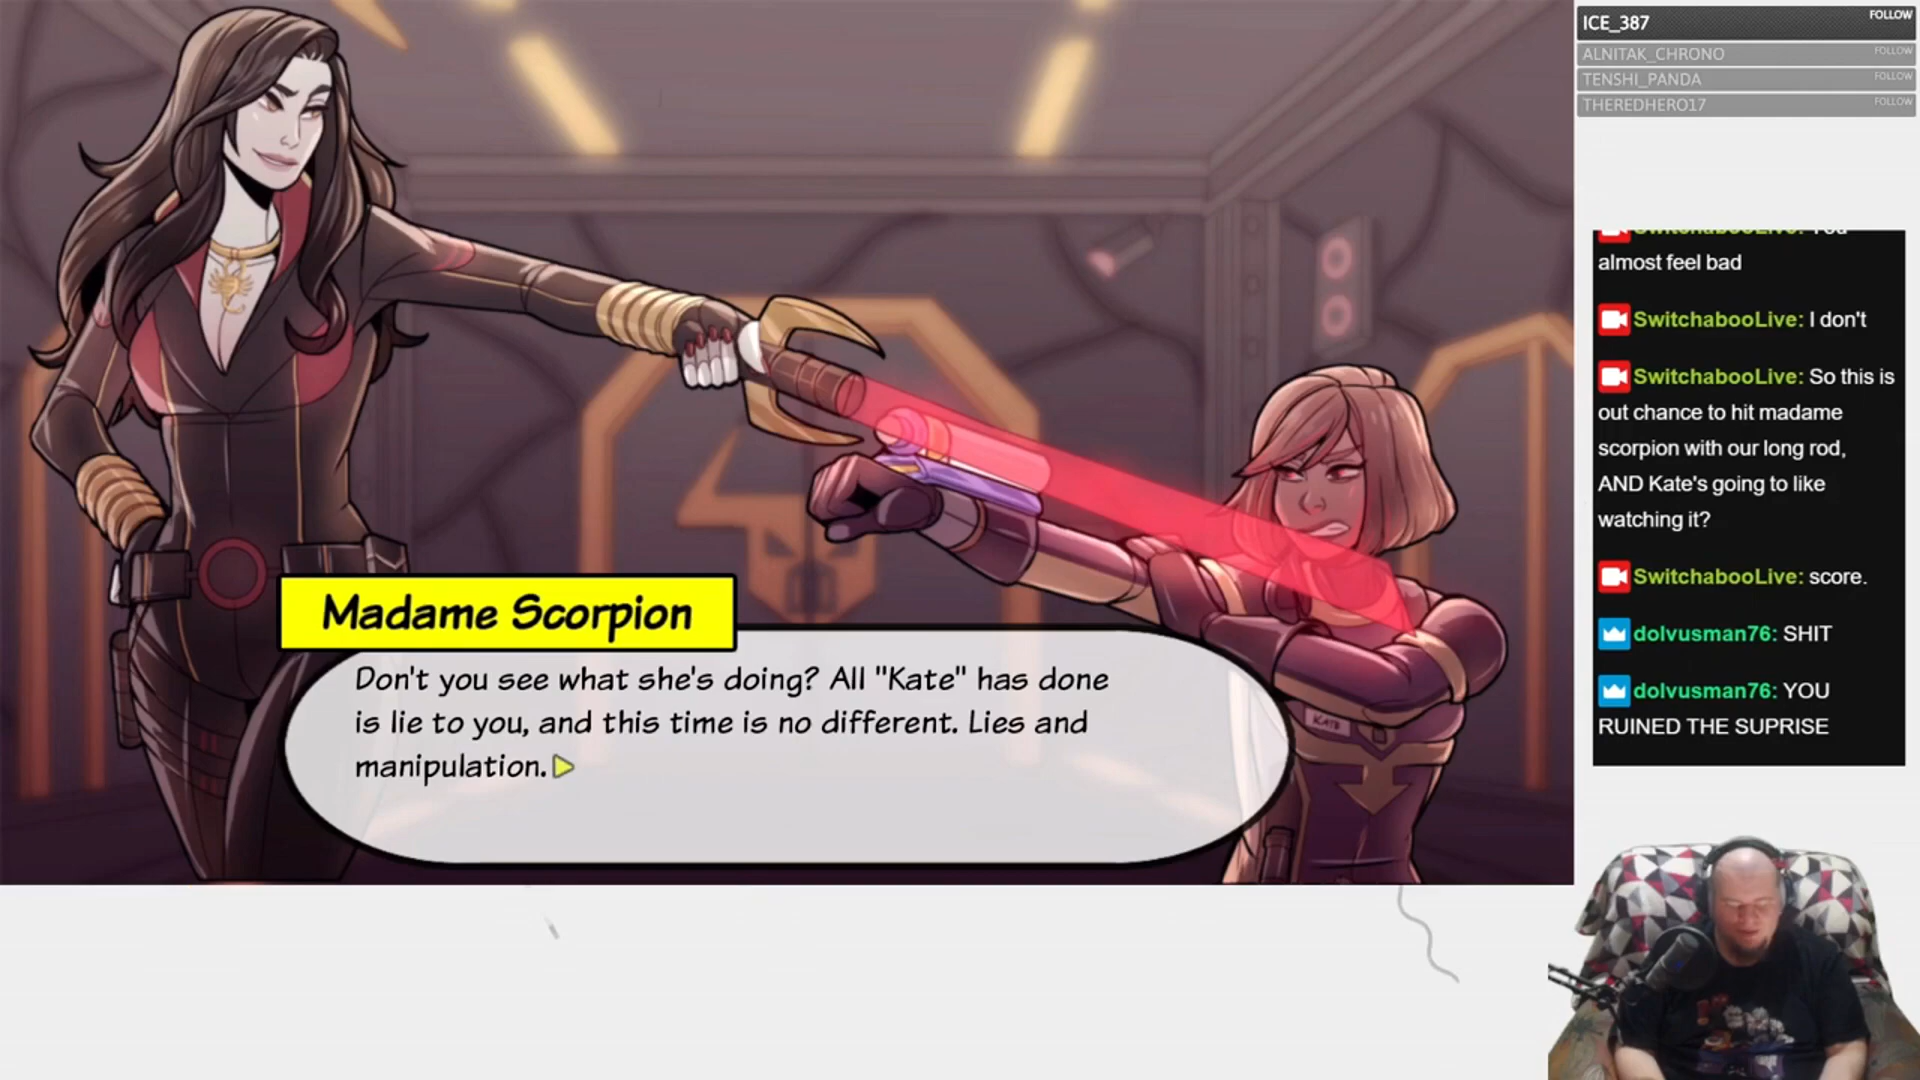 ICE_387 FOLLOW
ALNITAK_CHRONO FOLLOW
TENSHI_PANDA FOLLOW
THEREDHERO17 FOLLOW
SwitchabooLive: You
almost feel bad
SwitchabooLive: I don't
SwitchabooLive: So this is
out chance to hit madame
scorpion with our long rod,
AND Kate's going to like
watching it?
SwitchabooLive: score.
dolvusman76: SHIT
dolvusman76: YOU
RUINED THE SUPRISE
Madame Scorpion
Don't you see what she's doing? All "Kate" has done
is lie to you, and this time is no different. Lies and
manipulation.
KATE